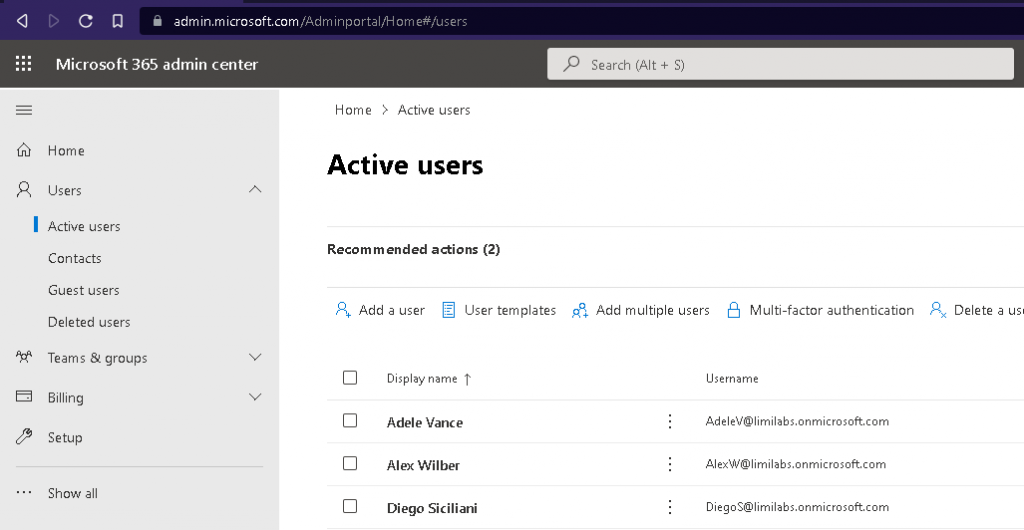 admin.microsoft.com/Adminportal/Home#/users
Microsoft 365 admin center
Search (Alt + S)
Home
Users
Active users
Contacts
Guest users
Deleted users
Teams & groups
Billing
Setup
Show all
Home > Active users
Active users
Recommended actions (2)
Add a user User templates Add multiple users Multi-factor authentication Delete a use
Display name ↑ Username
Adele Vance AdeleV@limilabs.onmicrosoft.com
Alex Wilber AlexW@limilabs.onmicrosoft.com
Diego Siciliani DiegoS@limilabs.onmicrosoft.com